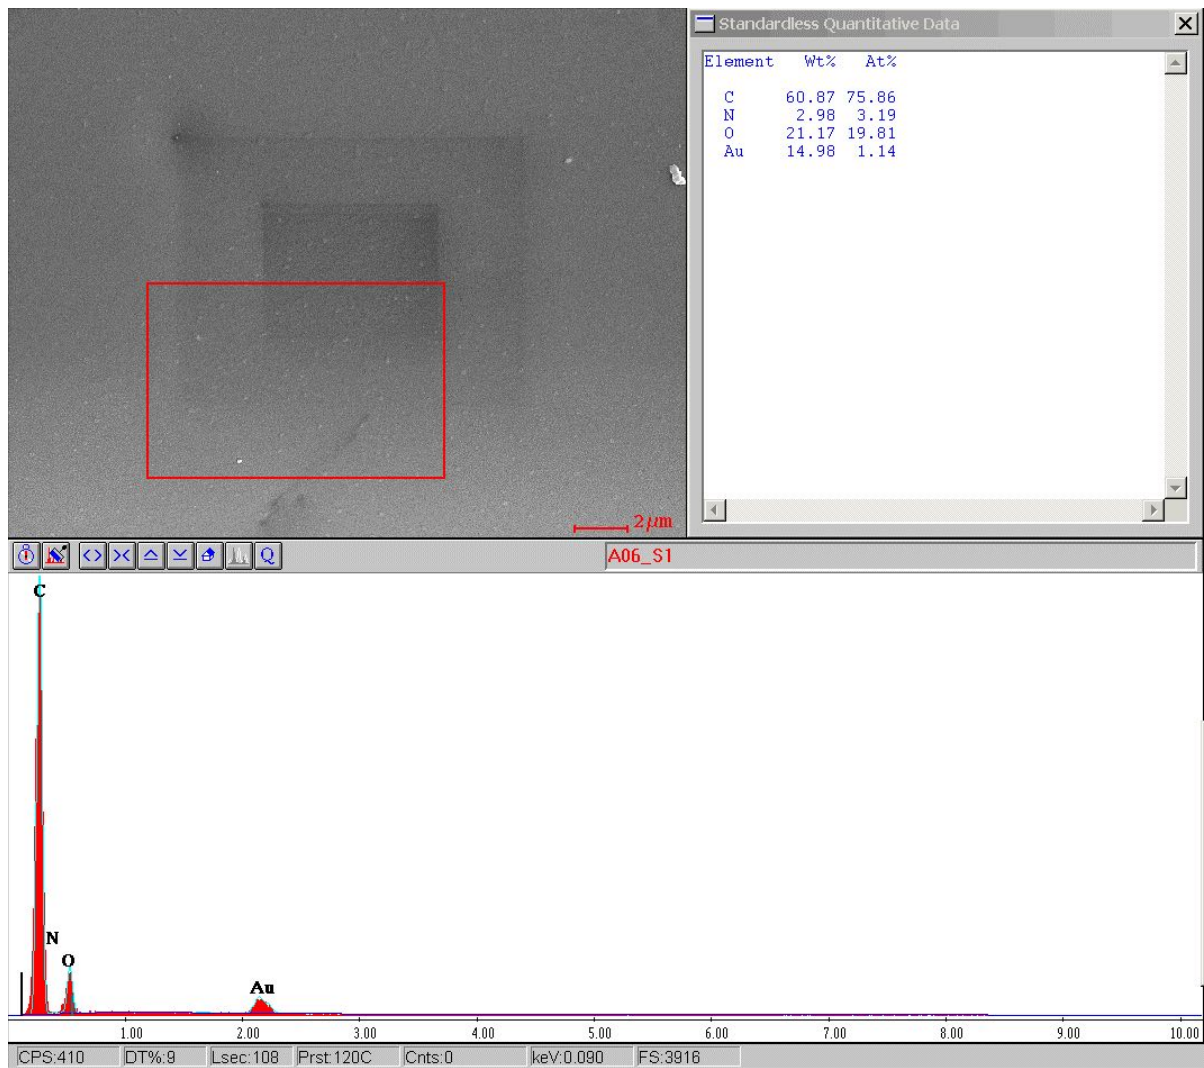 Standardless Quantitative Data
Element Wt% At%
C 60.87 75.86
N 2.98 3.19
O 21.17 19.81
Au 14.98 1.14
2μm
Q
A06_S1
C
N
O
Au
1.00 2.00 3.00 4.00 5.00 6.00 7.00 8.00 9.00 10.00
CPS:410 DT%:9 Lsec:108 Prst:120C Cnts:0 keV:0.090 FS:3916